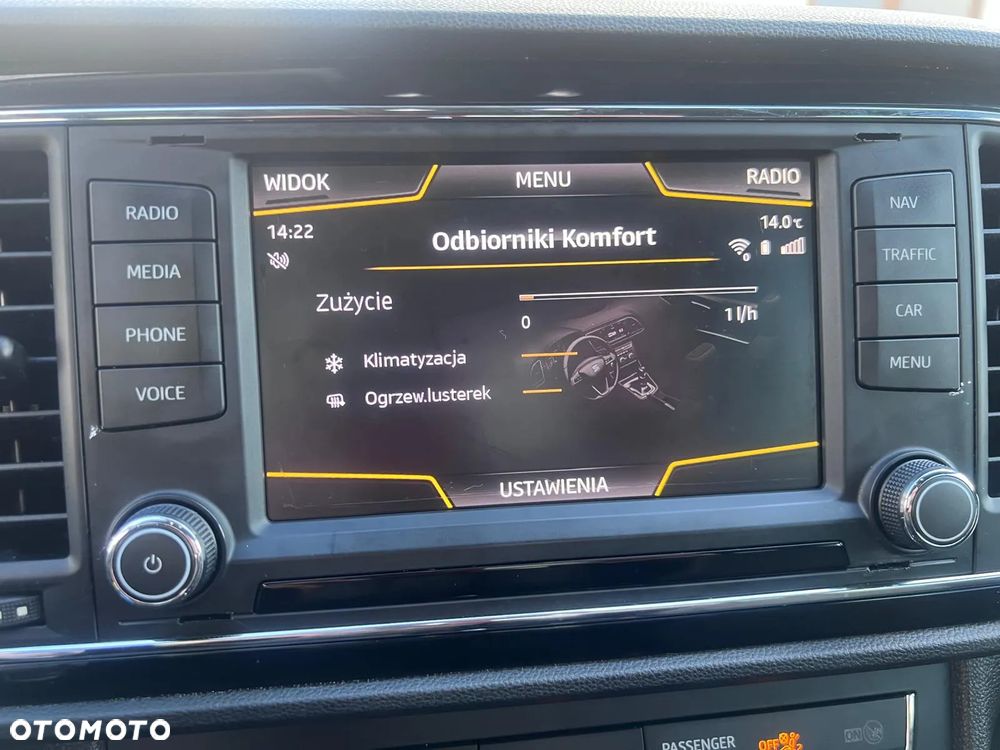 WIDOK MENU RADIO
14:22 14.0 °C
Odbiorniki Komfort
0
Zużycie
0 1 l/h
Klimatyzacja
Ogrzew.lusterek
USTAWIENIA
RADIO
MEDIA
PHONE
VOICE
NAV
TRAFFIC
CAR
MENU
PASSENGER OFF ON
OTOMOTO